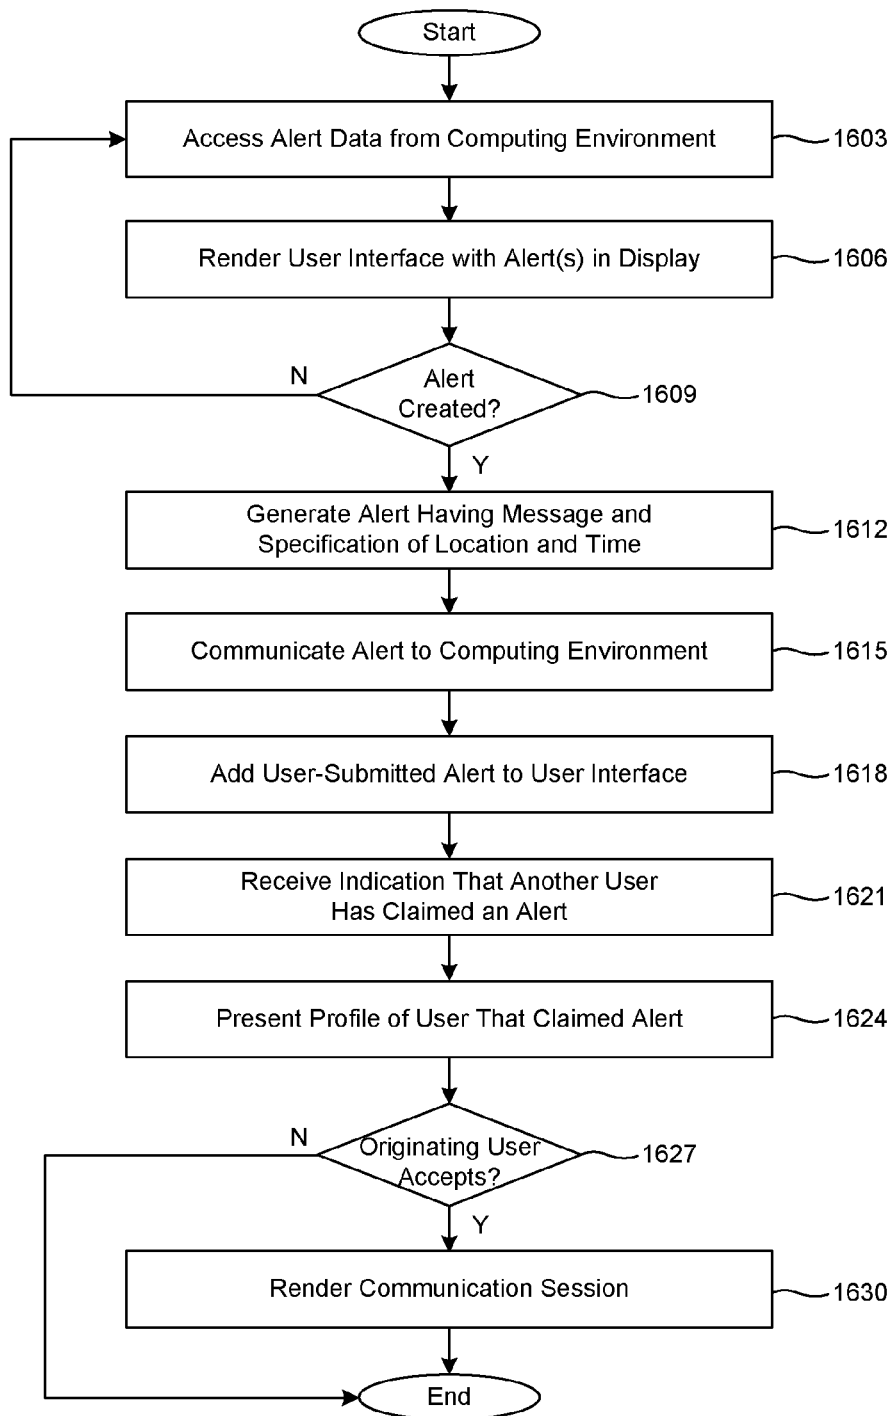 Start
Access Alert Data from Computing Environment
1603
Render User Interface with Alert(s) in Display
1606
N
Alert
Created?
1609
Y
Generate Alert Having Message and
Specification of Location and Time
1612
Communicate Alert to Computing Environment
1615
Add User-Submitted Alert to User Interface
1618
Receive Indication That Another User
Has Claimed an Alert
1621
Present Profile of User That Claimed Alert
1624
N
Originating User
Accepts?
1627
Y
Render Communication Session
1630
End